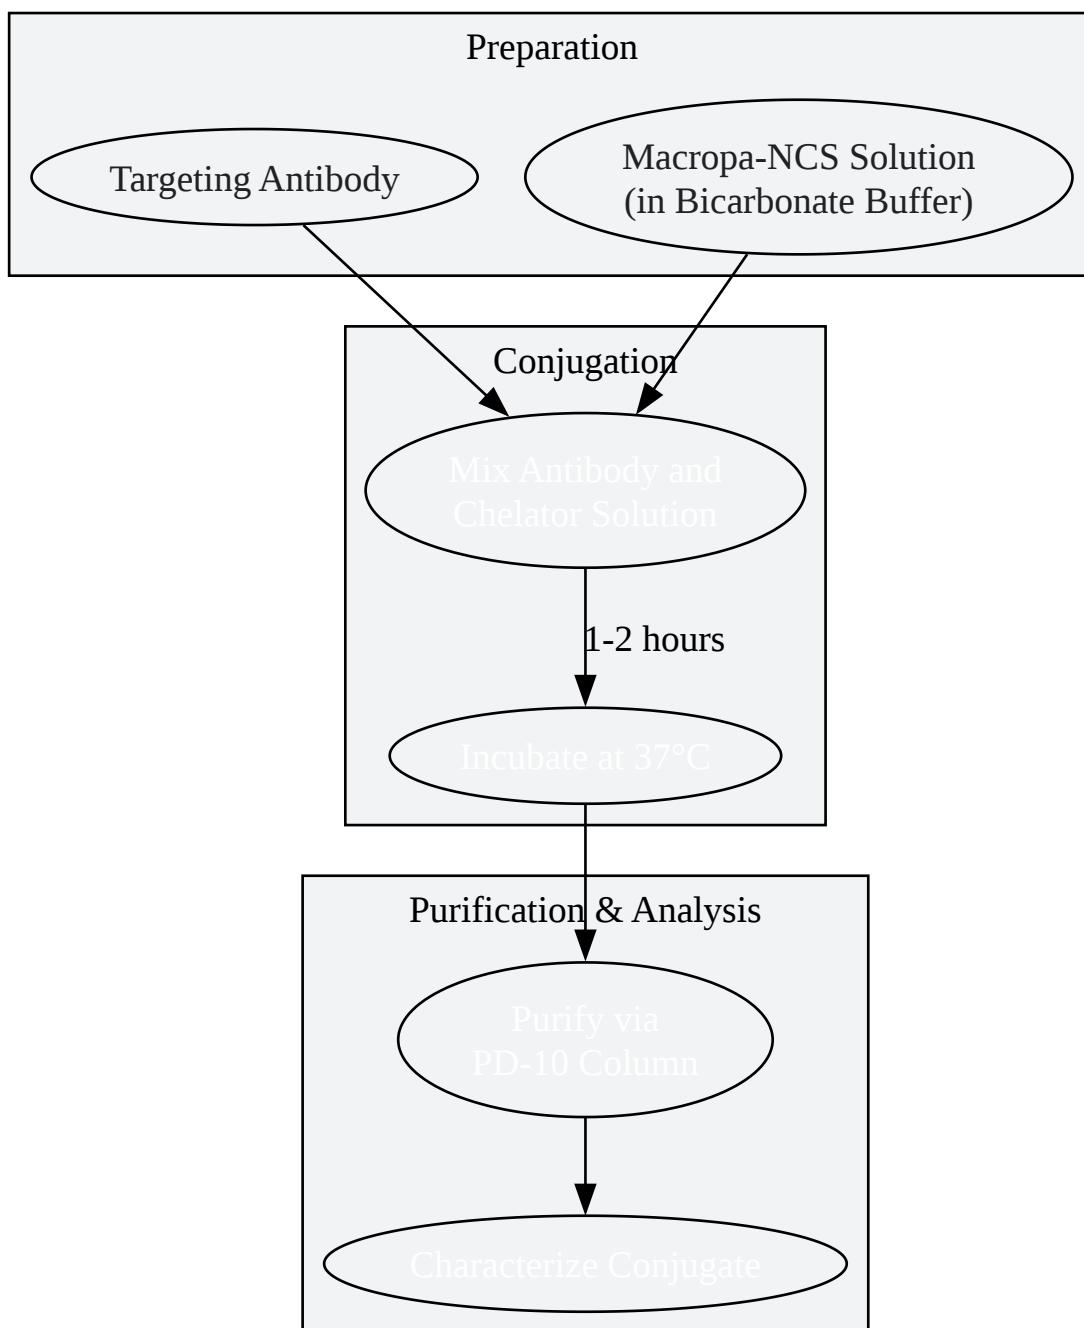 Preparation
Targeting Antibody
Macropa-NCS Solution
(in Bicarbonate Buffer)
Conjugation
Mix Antibody and
Chelator Solution
1-2 hours
Incubate at 37°C
Purification & Analysis
Purify via
PD-10 Column
Characterize Conjugate